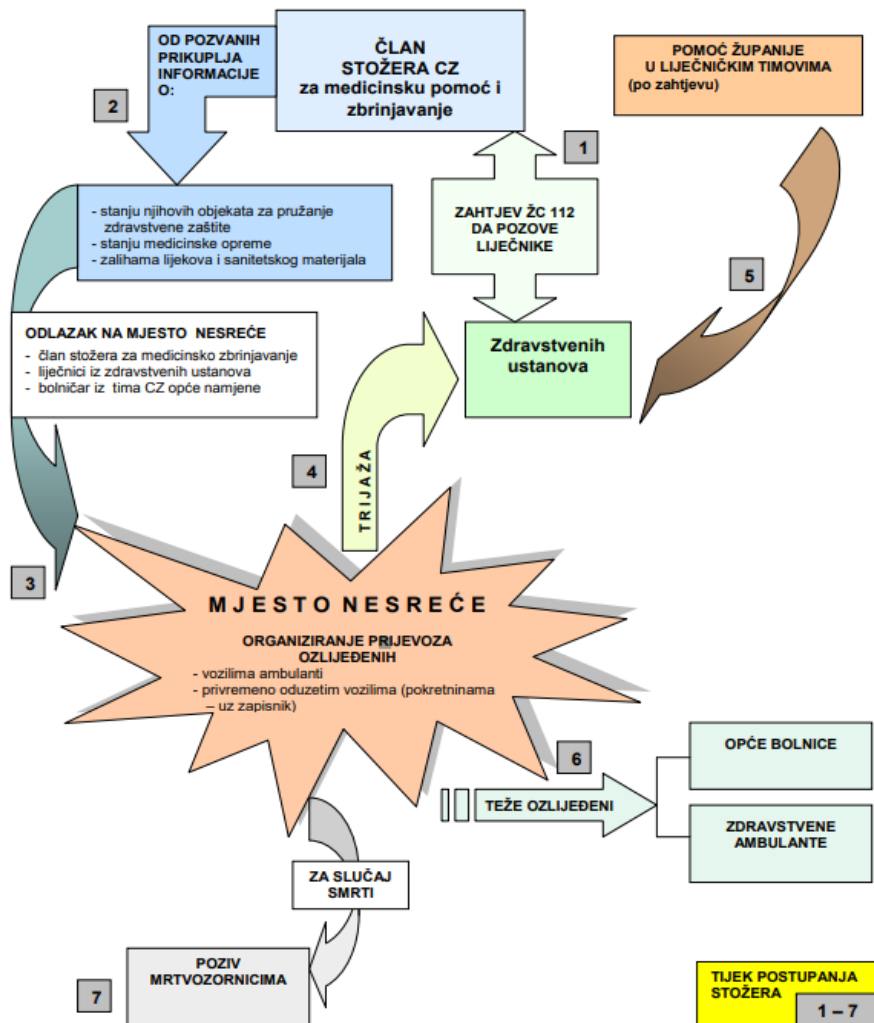 OD POZVANIH
PRIKUPLJA
INFORMACIJE
O:
ČLAN
STOŽERA CZ
za medicinsku pomoć i
zbrinjavanje
POMOĆ ŽUPANIJE
U LIJEČNIČKIM TIMOVIMA
(po zahtjevu)
2
1
- stanju njihovih objekata za pružanje
zdravstvene zaštite
- stanju medicinske opreme
- zalihama lijekova i sanitetskog materijala
ZAHTJEV ŽC 112
DA POZOVE
LIJEČNIKE
5
ODLAZAK NA MJESTO NESREĆE
- član stožera za medicinsko zbrinjavanje
- liječnici iz zdravstvenih ustanova
- bolničar iz tima CZ opće namjene
Zdravstvenih
ustanova
4
TRIJAŽA
3
MJESTO NESREĆE
ORGANIZIRANJE PRIJEVOZA
OZLIJEĐENIH
- vozilima ambulanti
- privremeno oduzetim vozilima (pokretninama
– uz zapisnik)
6
TEŽE OZLIJEĐENI
OPĆE BOLNICE
ZDRAVSTVENE
AMBULANTE
ZA SLUČAJ
SMRTI
7
POZIV
MRTVOZORNICIMA
TIJEK POSTUPANJA
STOŽERA
1 – 7